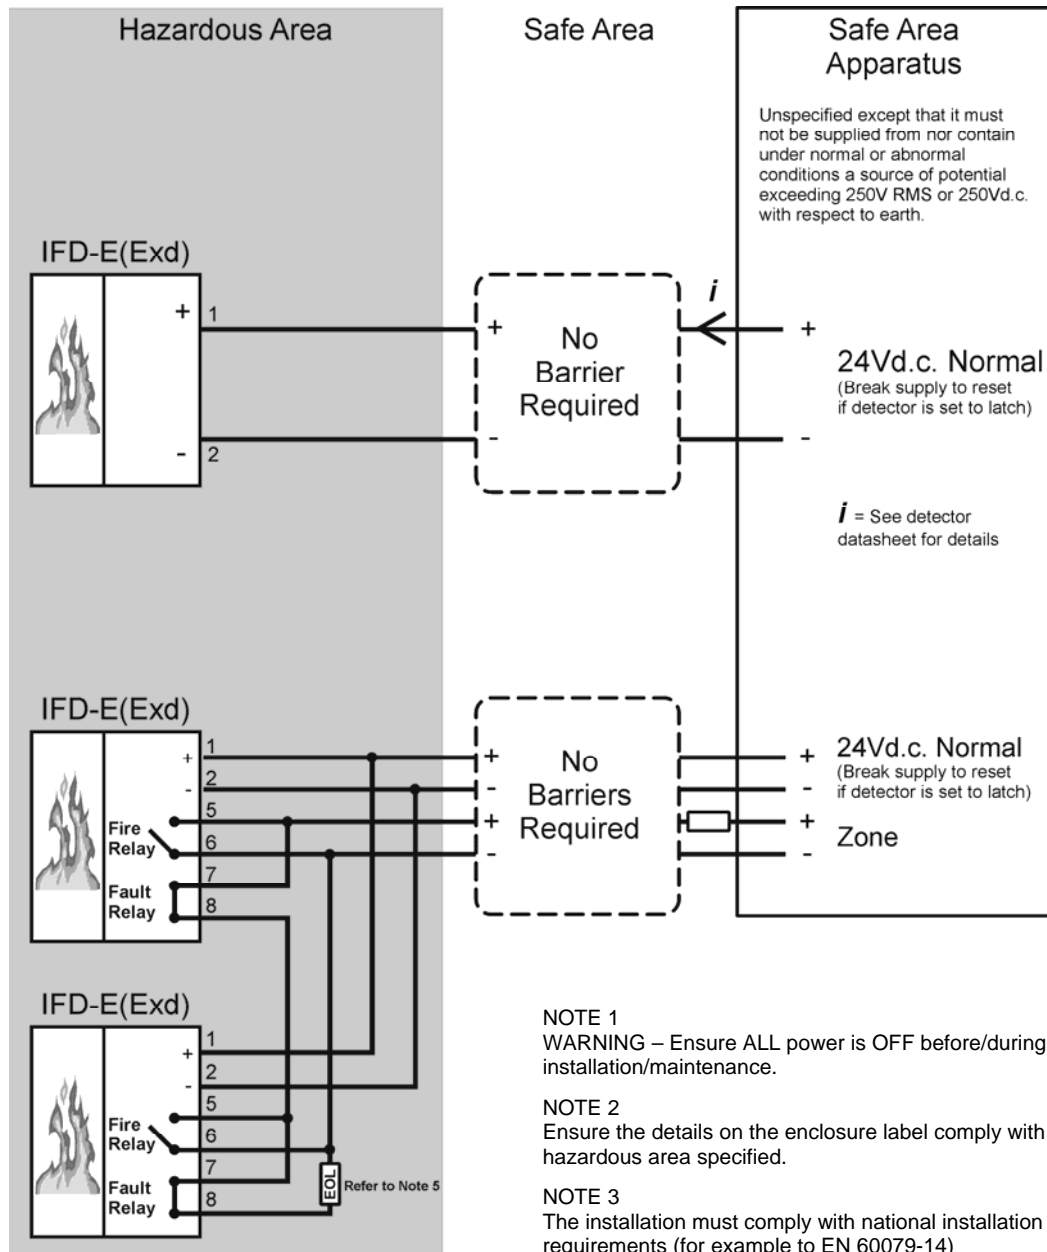 Hazardous Area
Safe Area
Safe Area
Apparatus
Unspecified except that it must
not be supplied from nor contain
under normal or abnormal
conditions a source of potential
exceeding 250V RMS or 250Vd.c.
with respect to earth.
IFD-E(Exd)
+ 1
- 2
+
-
No
Barrier
Required
i
+
-
24Vd.c. Normal
(Break supply to reset
if detector is set to latch)
i = See detector
datasheet for details
IFD-E(Exd)
+ 1
- 2
5
Fire
Relay
6
7
Fault
Relay
8
+
-
+
-
No
Barriers
Required
+
-
+
-
24Vd.c. Normal
(Break supply to reset
if detector is set to latch)
Zone
IFD-E(Exd)
+ 1
- 2
5
Fire
Relay
6
7
Fault
Relay
8
EOL
Refer to Note 5
NOTE 1
WARNING – Ensure ALL power is OFF before/during
installation/maintenance.
NOTE 2
Ensure the details on the enclosure label comply with
hazardous area specified.
NOTE 3
The installation must comply with national installation
requirements (for example to EN 60079-14)